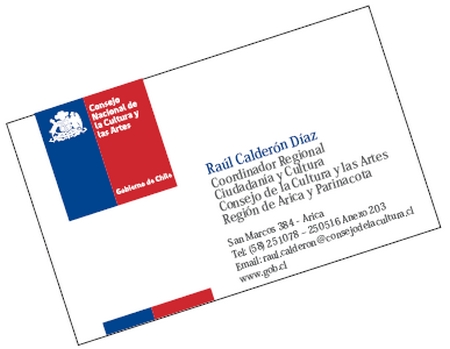 Consejo
Nacional de
la Cultura y
las Artes
Gobierno de Chile
Raúl Calderón Díaz
Coordinador Regional
Ciudadanía y Cultura
Consejo de la Cultura y las Artes
Región de Arica y Parinacota
San Marcos 384 - Arica
Tel: (58) 251078 – 250516 Anexo 203
Email: raul.calderon@consejodelacultura.cl
www.gob.cl